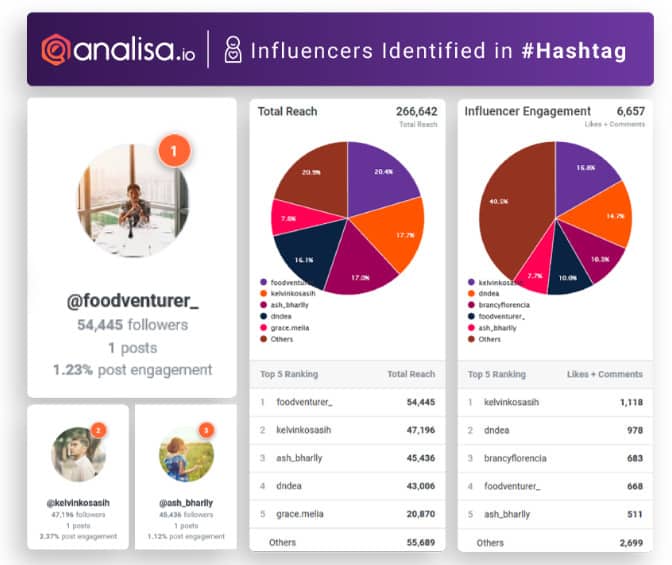 analisa.io
Influencers Identified in #Hashtag
1
@foodventurer_
54,445 followers
1 posts
1.23% post engagement
2
@kelvinkosasih
47,196 followers
1 posts
2.37% post engagement
3
@ash_bharlly
45,436 followers
1 posts
1.12% post engagement
Total Reach 266,642
Total Reach
20.9%
20.4%
7.8%
17.7%
16.1%
17.0%
foodventur
kelvinkosasih
ash_bharlly
dndea
grace.melia
Others
Top 5 Ranking Total Reach
1 foodventurer_ 54,445
2 kelvinkosasih 47,196
3 ash_bharlly 45,436
4 dndea 43,006
5 grace.melia 20,870
Others 55,689
Influencer Engagement 6,657
Likes + Comments
16.8%
40.5%
14.7%
10.3%
7.7%
10.0%
kelvinkosasih
dndea
brancyflorencia
foodventurer_
ash_bharlly
Others
Top 5 Ranking Likes + Comments
1 kelvinkosasih 1,118
2 dndea 978
3 brancyflorencia 683
4 foodventurer_ 668
5 ash_bharlly 511
Others 2,699